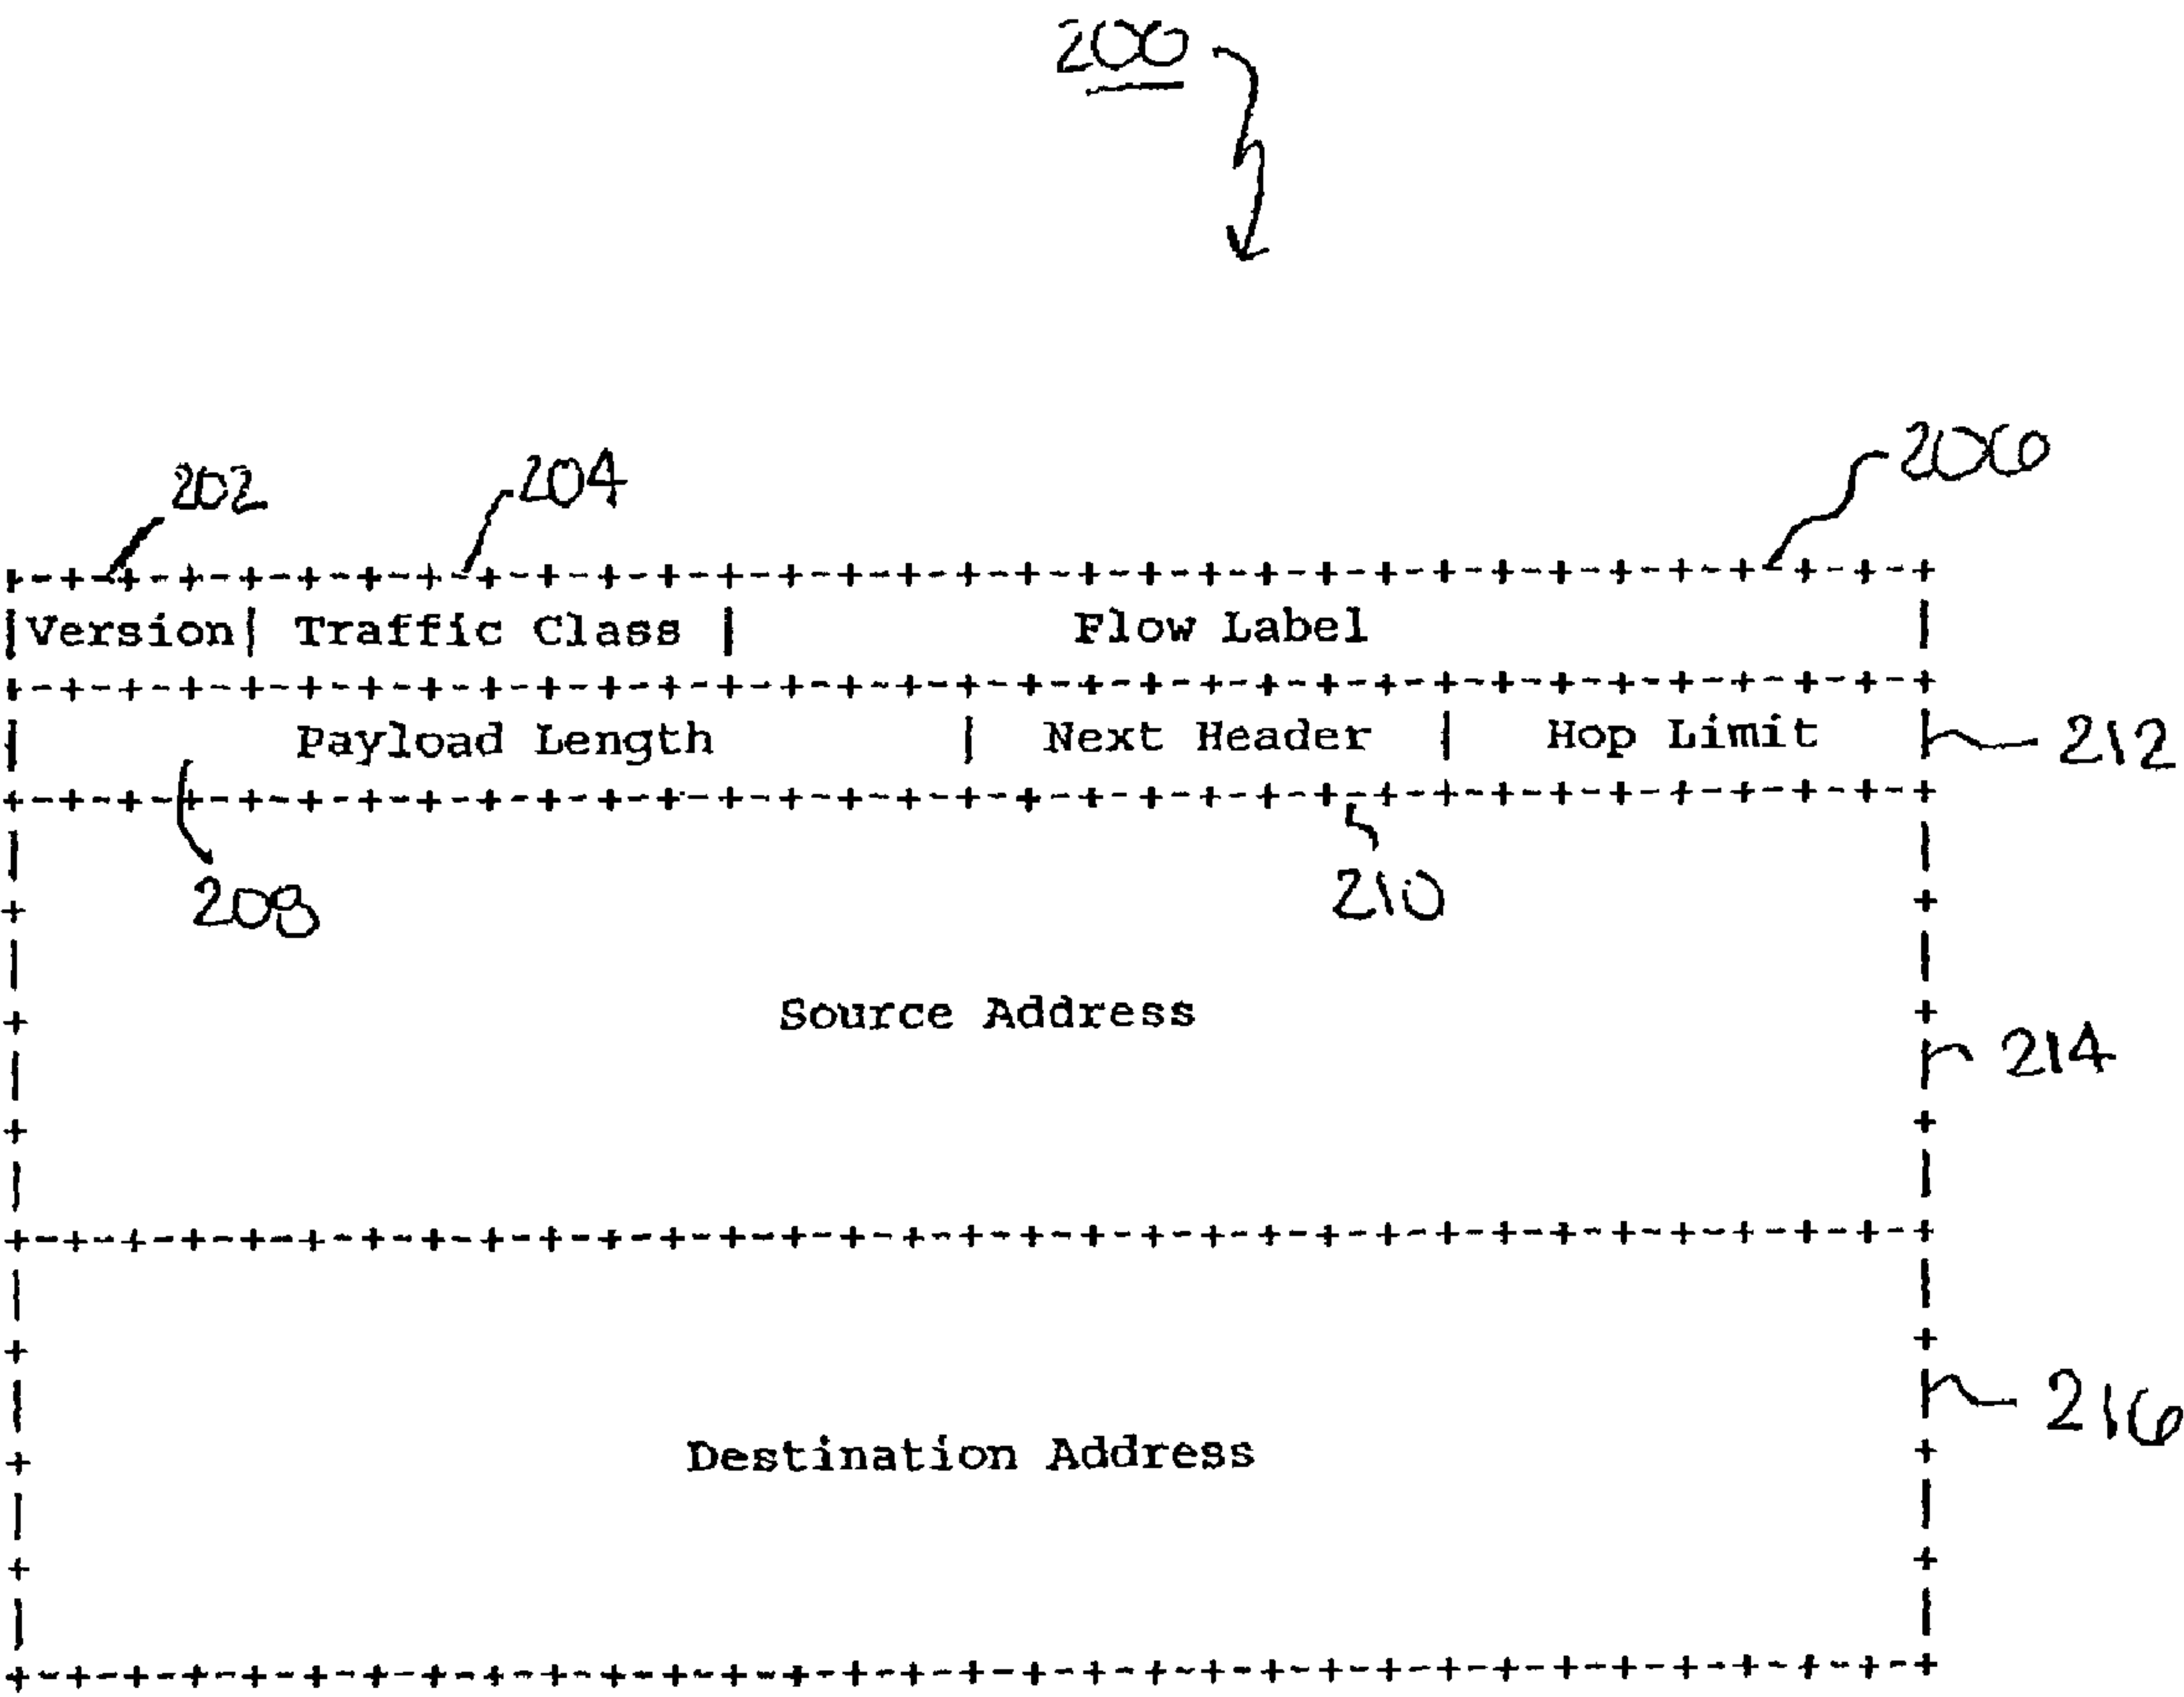 200
202 204 206
+-+-+-+-+-+-+-+-+-+-+-+-+-+-+-+-+-+-+-+-+-+-+-+-+-+-+-+-+-+-+-+-+
|Version| Traffic Class | Flow Label |
+-+-+-+-+-+-+-+-+-+-+-+-+-+-+-+-+-+-+-+-+-+-+-+-+-+-+-+-+-+-+-+-+
| Payload Length | Next Header | Hop Limit | 212
+-+-+-+-+-+-+-+-+-+-+-+-+-+-+-+-+-+-+-+-+-+-+-+-+-+-+-+-+-+-+-+-+
208 210
Source Address
214
+-+-+-+-+-+-+-+-+-+-+-+-+-+-+-+-+-+-+-+-+-+-+-+-+-+-+-+-+-+-+-+-+
216
Destination Address
+-+-+-+-+-+-+-+-+-+-+-+-+-+-+-+-+-+-+-+-+-+-+-+-+-+-+-+-+-+-+-+-+